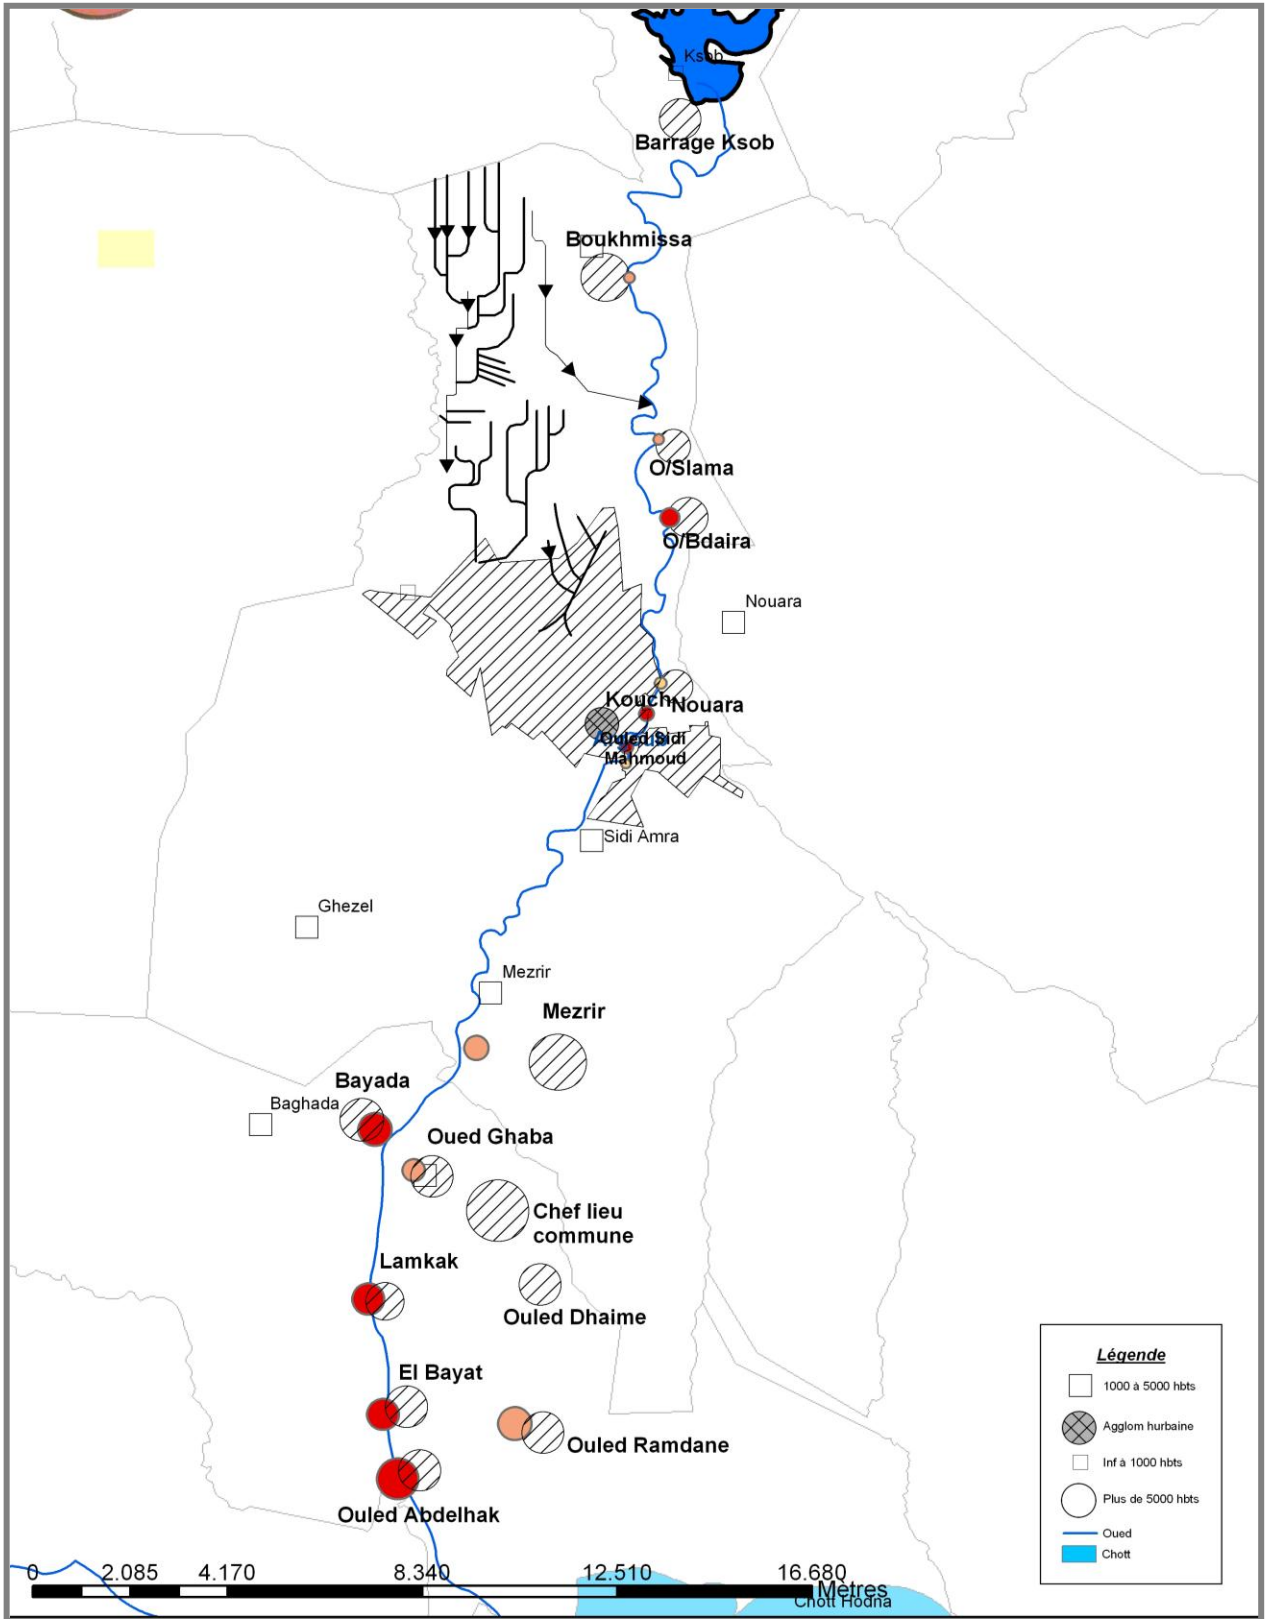 Ksob
Barrage Ksob
Boukhmissa
O/Slama
O/Bdaira
Nouara
Kouch
Nouara
Ouled Sidi
Mahmoud
Sidi Amra
Ghezel
Mezrir
Mezrir
Bayada
Baghada
Oued Ghaba
Chef lieu
commune
Lamkak
Ouled Dhaime
El Bayat
Ouled Ramdane
Ouled Abdelhak
Légende
1000 à 5000 hbts
Agglom hurbaine
Inf à 1000 hbts
Plus de 5000 hbts
Oued
Chott
0 2.085 4.170 8.340 12.510 16.680
Mètres
Chott Hodna